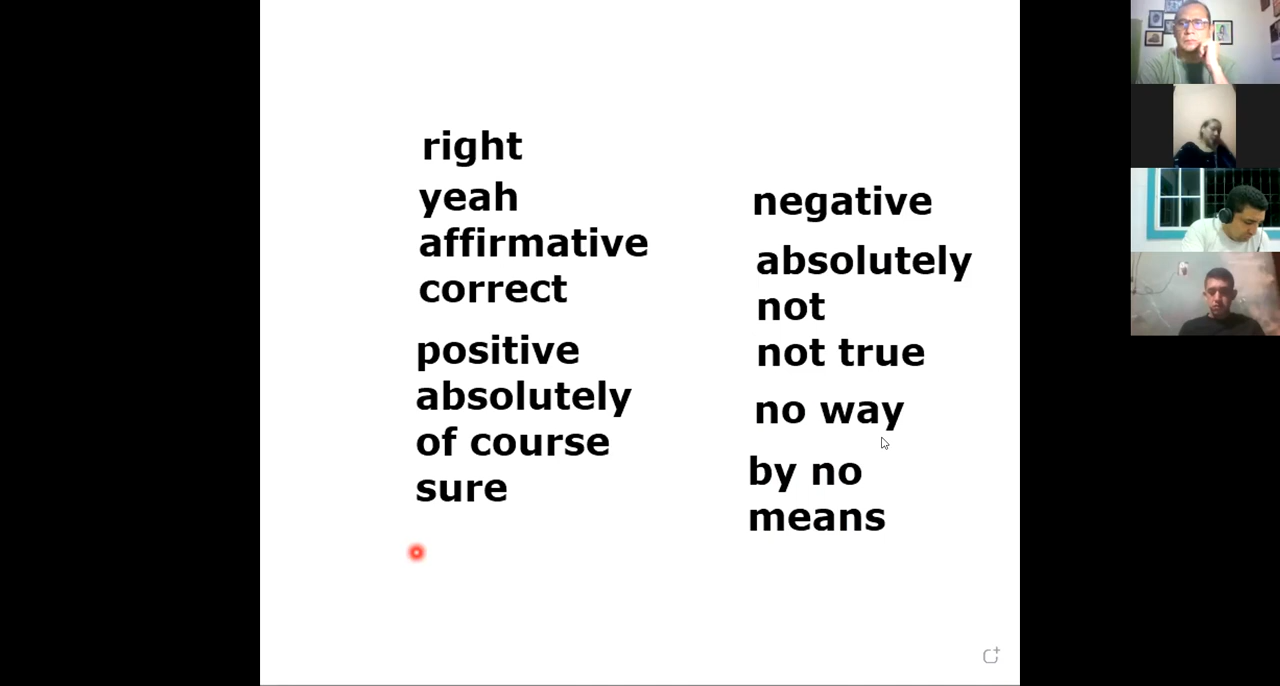 right
yeah
affirmative
correct
positive
absolutely
of course
sure
negative
absolutely
not
not true
no way
by no
means